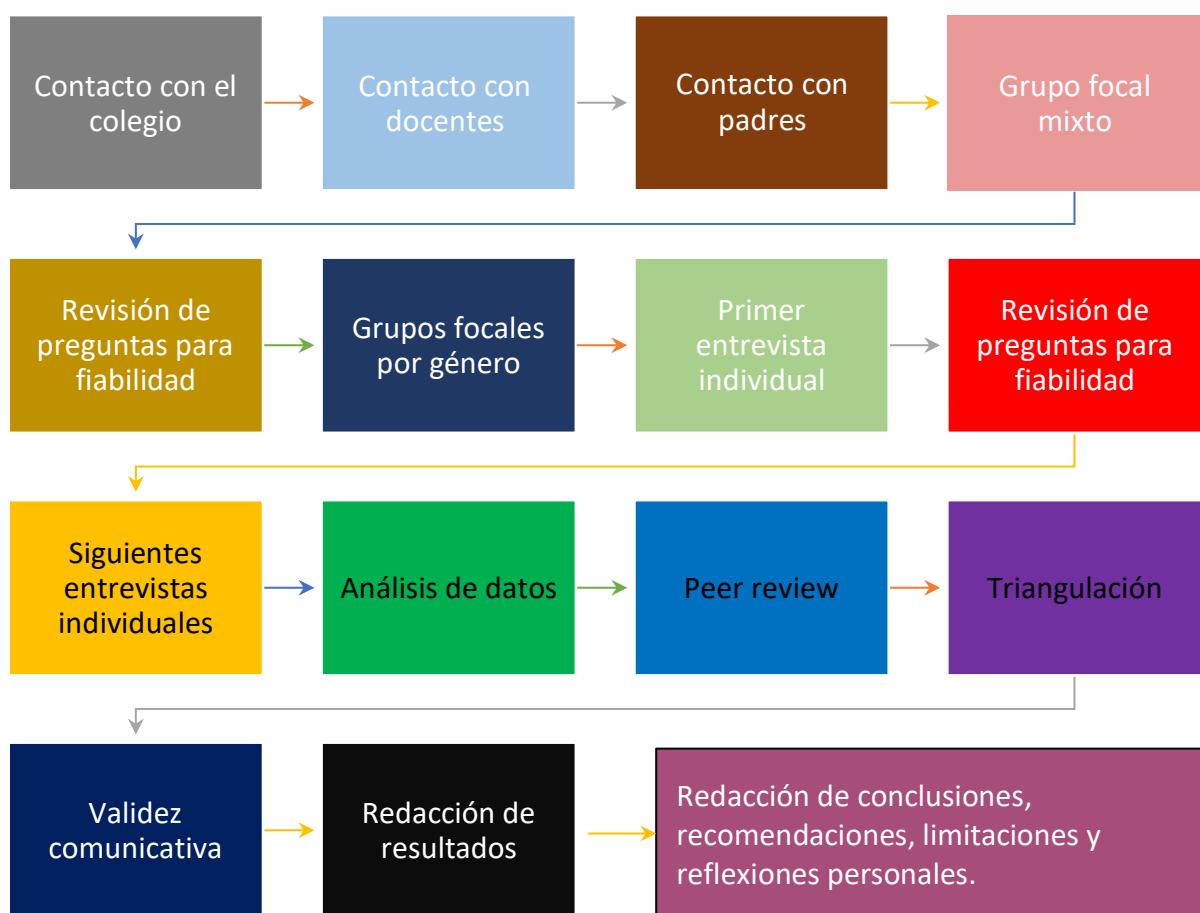 Contacto con el
colegio
Contacto con
docentes
Contacto con
padres
Grupo focal
mixto
Revisión de
preguntas para
fiabilidad
Grupos focales
por género
Primer
entrevista
individual
Revisión de
preguntas para
fiabilidad
Siguientes
entrevistas
individuales
Análisis de datos
Peer review
Triangulación
Validez
comunicativa
Redacción de
resultados
Redacción de conclusiones,
recomendaciones, limitaciones y
reflexiones personales.